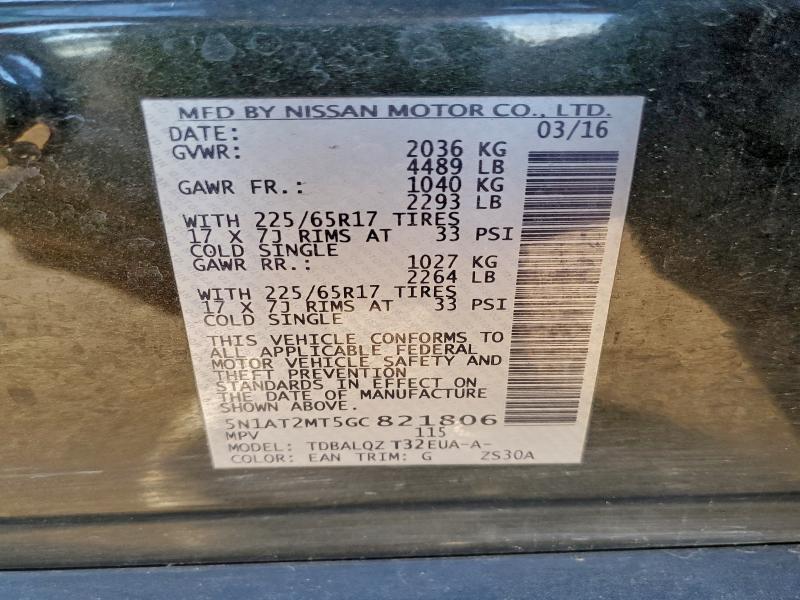 MFD BY NISSAN MOTOR CO., LTD.
DATE: 03/16
GVWR: 2036 KG
4489 LB
GAWR FR.: 1040 KG
2293 LB
WITH 225/65R17 TIRES
17 X 7J RIMS AT 33 PSI
COLD SINGLE
GAWR RR.: 1027 KG
2264 LB
WITH 225/65R17 TIRES
17 X 7J RIMS AT 33 PSI
COLD SINGLE
THIS VEHICLE CONFORMS TO
ALL APPLICABLE FEDERAL
MOTOR VEHICLE SAFETY AND
THEFT PREVENTION
STANDARDS IN EFFECT ON
THE DATE OF MANUFACTURE
SHOWN ABOVE.
5N1AT2MT5GC821806
MPV 115
MODEL: TDBALQZ T32EUA-A-
COLOR: EAN TRIM: G ZS30A